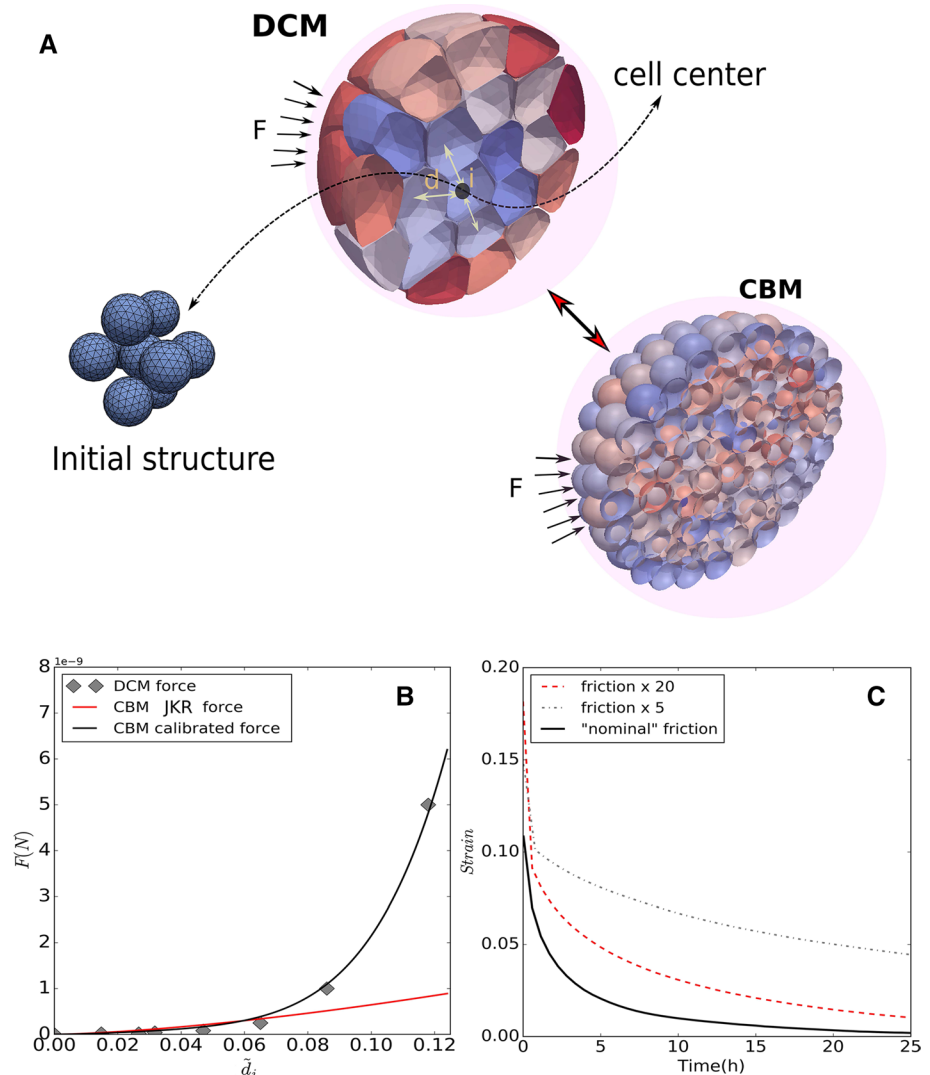 A
DCM
cell center
F
d
i
CBM
F
Initial structure
1e-9
8
7
6
5
4
3
2
1
0
F(N)
DCM force
CBM JKR force
CBM calibrated force
B
0.00
0.02
0.04
0.06
0.08
0.10
0.12
d̃ᵢ
0.20
0.15
0.10
0.05
0.00
Strain
friction x 20
friction x 5
"nominal" friction
C
0
5
10
15
20
25
Time(h)